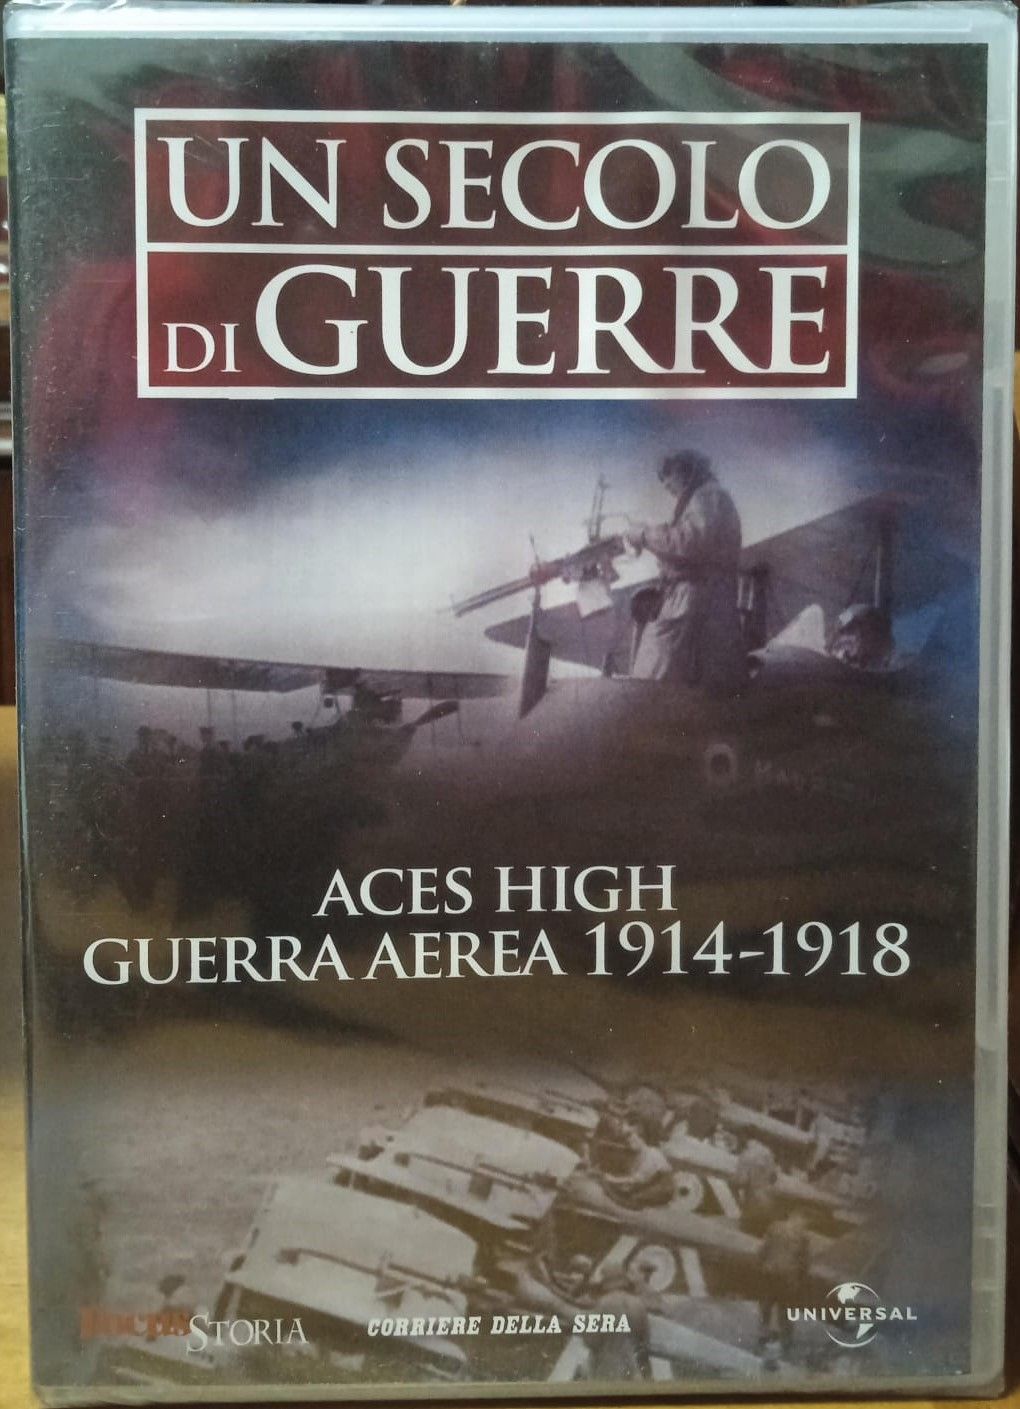 UN SECOLO
DI GUERRE
ACES HIGH
GUERRA AEREA 1914-1918
STORIA
CORRIERE DELLA SERA
UNIVERSAL